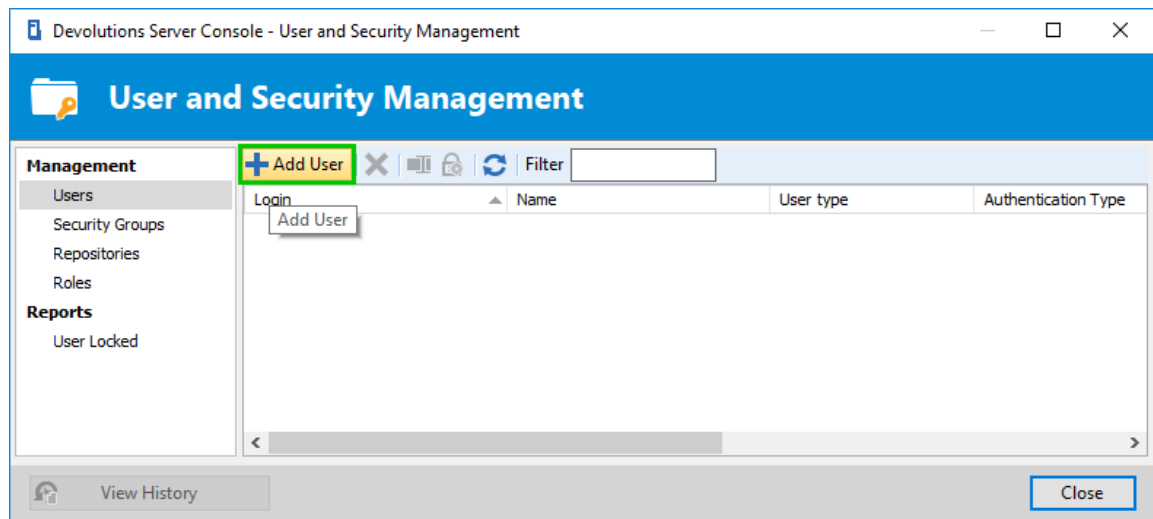 Devolutions Server Console - User and Security Management
User and Security Management
Management
Users
Security Groups
Repositories
Roles
Reports
User Locked
Add User Filter
Login Name User type Authentication Type
Add User
View History
Close